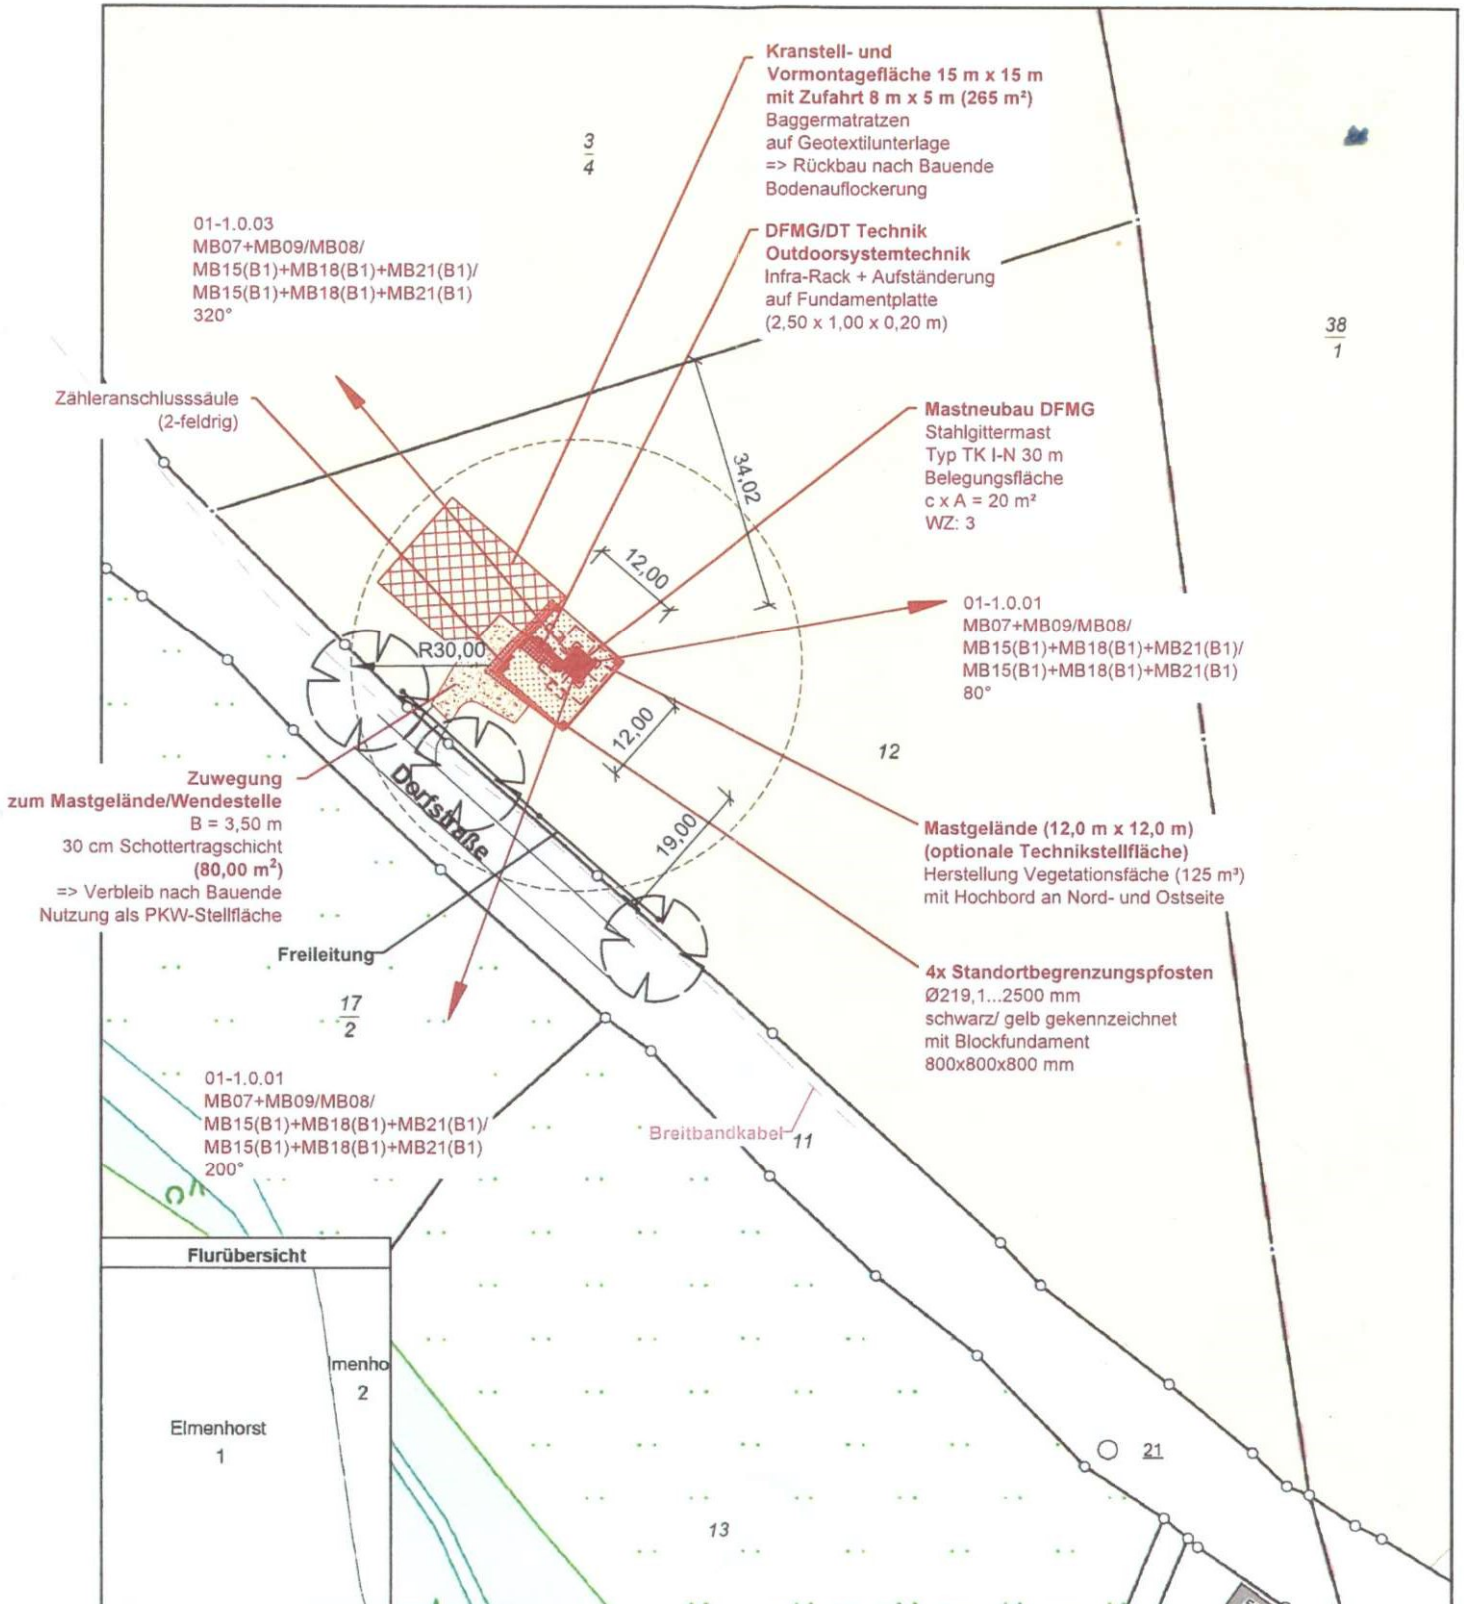 Kranstell- und
Vormontagefläche 15 m x 15 m
mit Zufahrt 8 m x 5 m (265 m²)
Baggermatratzen
auf Geotextilunterlage
=> Rückbau nach Bauende
Bodenauflockerung
3
4
01-1.0.03
MB07+MB09/MB08/
MB15(B1)+MB18(B1)+MB21(B1)/
MB15(B1)+MB18(B1)+MB21(B1)
320°
DFMG/DT Technik
Outdoorsystemtechnik
Infra-Rack + Aufständerung
auf Fundamentplatte
(2,50 x 1,00 x 0,20 m)
38
1
Zähleranschlusssäule
(2-feldrig)
Mastneubau DFMG
Stahlgittermast
Typ TK I-N 30 m
Belegungsfläche
c x A = 20 m²
WZ: 3
34,02
12,00
R30,00
01-1.0.01
MB07+MB09/MB08/
MB15(B1)+MB18(B1)+MB21(B1)/
MB15(B1)+MB18(B1)+MB21(B1)
80°
12,00
12
Zuwegung
zum Mastgelände/Wendestelle
B = 3,50 m
30 cm Schottertragschicht
(80,00 m²)
=> Verbleib nach Bauende
Nutzung als PKW-Stellfläche
Dorfstraße
19,00
Mastgelände (12,0 m x 12,0 m)
(optionale Technikstellfläche)
Herstellung Vegetationsfäche (125 m³)
mit Hochbord an Nord- und Ostseite
Freileitung
4x Standortbegrenzungspfosten
Ø219,1...2500 mm
schwarz/ gelb gekennzeichnet
mit Blockfundament
800x800x800 mm
17
2
01-1.0.01
MB07+MB09/MB08/
MB15(B1)+MB18(B1)+MB21(B1)/
MB15(B1)+MB18(B1)+MB21(B1)
200°
Breitbandkabel
11
Flurübersicht
lmenho
2
Elmenhorst
1
21
13